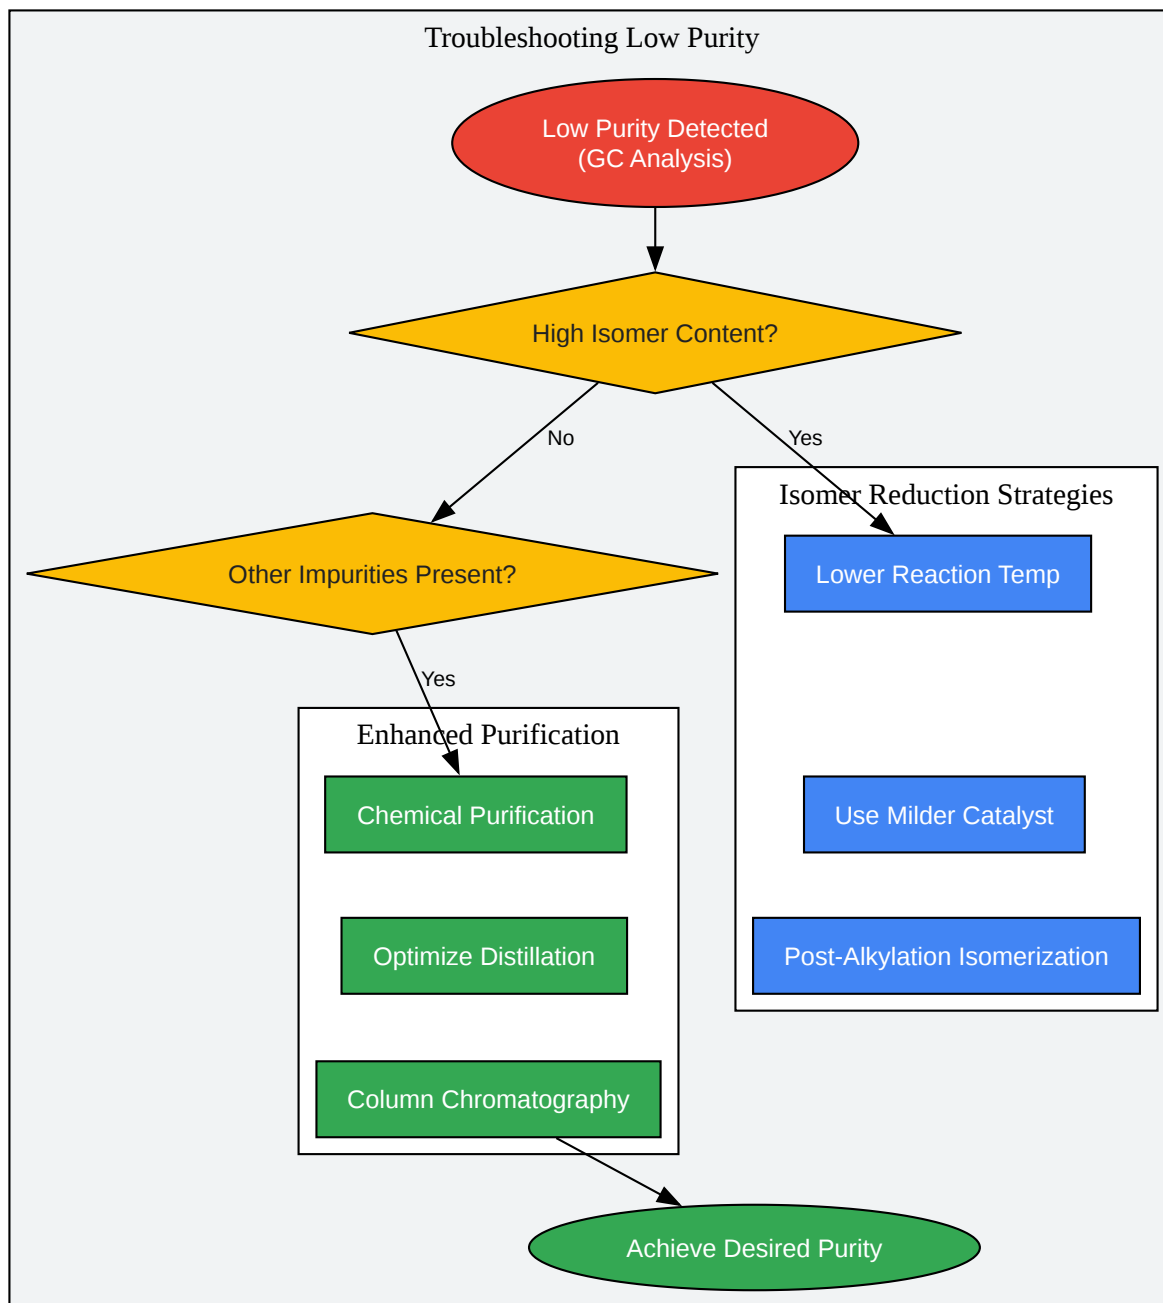 Troubleshooting Low Purity
Low Purity Detected
(GC Analysis)
High Isomer Content?
No
Yes
Isomer Reduction Strategies
Other Impurities Present?
Lower Reaction Temp
Yes
Enhanced Purification
Chemical Purification
Use Milder Catalyst
Optimize Distillation
Post-Alkylation Isomerization
Column Chromatography
Achieve Desired Purity